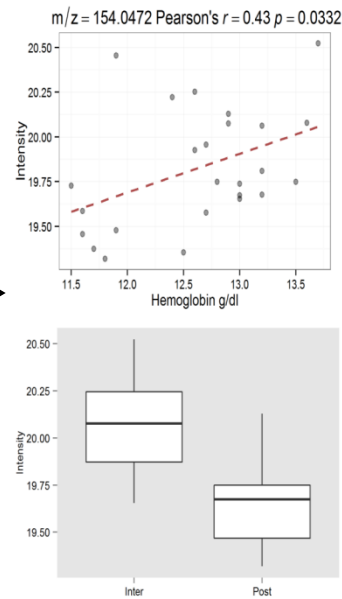 m/z = 154.0472 Pearson's r = 0.43 p = 0.0332
20.50
20.25
20.00
19.75
19.50
Intensity
11.5 12.0 12.5 13.0 13.5
Hemoglobin g/dl
20.50
20.25
20.00
19.75
19.50
Intensity
Inter Post